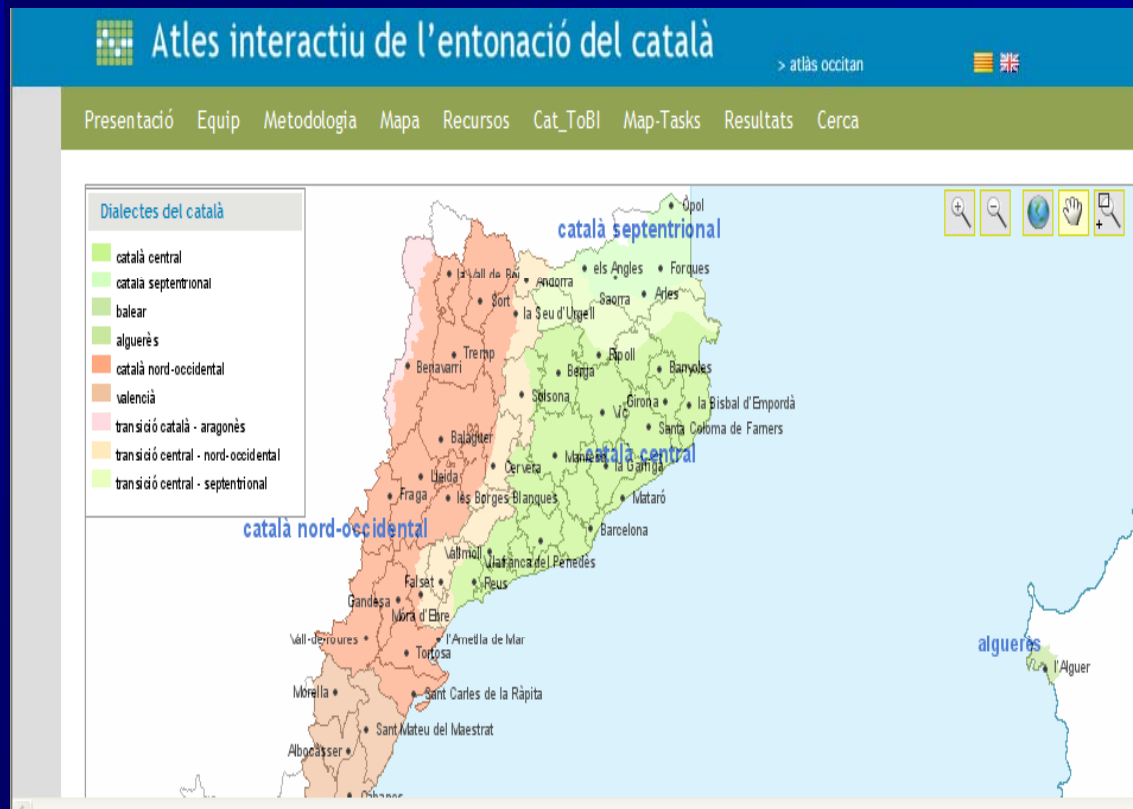 Atles interactiu de l'entonació del català
> atlàs occitan
Presentació Equip Metodologia Mapa Recursos Cat_ToBI Map-Tasks Resultats Cerca
Dialectes del català
català central
català septentrional
balear
alguerès
català nord-occidental
valencià
transició català - aragonès
transició central - nord-occidental
transició central - septentrional
Òpol
català septentrional
la Vall de Boí
Andorra
els Angles
Forques
Sort
la Seu d'Urgell
Saorra
Arles
Tremp
Benavarri
Berga
Ripoll
Banyoles
Solsona
Vic
Girona
la Bisbal d'Empordà
Santa Coloma de Farners
Balaguer
Cervera
Manresa
català central
la Garriga
Lleida
Fraga
les Borges Blanques
Mataró
català nord-occidental
Barcelona
Vallmoll
Vilafranca del Penedès
Falset
Reus
Gandesa
Móra d'Ebre
Vall-de-roures
l'Ametlla de Mar
Tortosa
alguerès
l'Alguer
Morella
Sant Carles de la Ràpita
Sant Mateu del Maestrat
Albocàsser
Cabanes